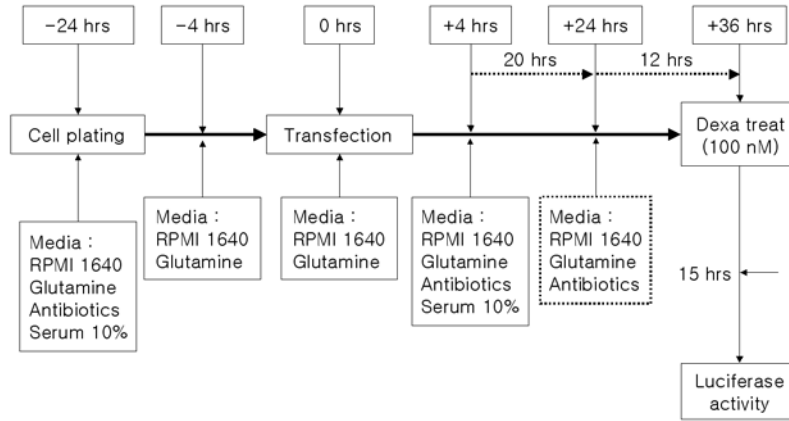 −24 hrs
−4 hrs
0 hrs
+4 hrs
+24 hrs
+36 hrs
20 hrs
12 hrs
Cell plating
Transfection
Dexa treat
(100 nM)
Media :
RPMI 1640
Glutamine
Antibiotics
Serum 10%
Media :
RPMI 1640
Glutamine
Media :
RPMI 1640
Glutamine
Media :
RPMI 1640
Glutamine
Antibiotics
Serum 10%
Media :
RPMI 1640
Glutamine
Antibiotics
15 hrs
Luciferase
activity